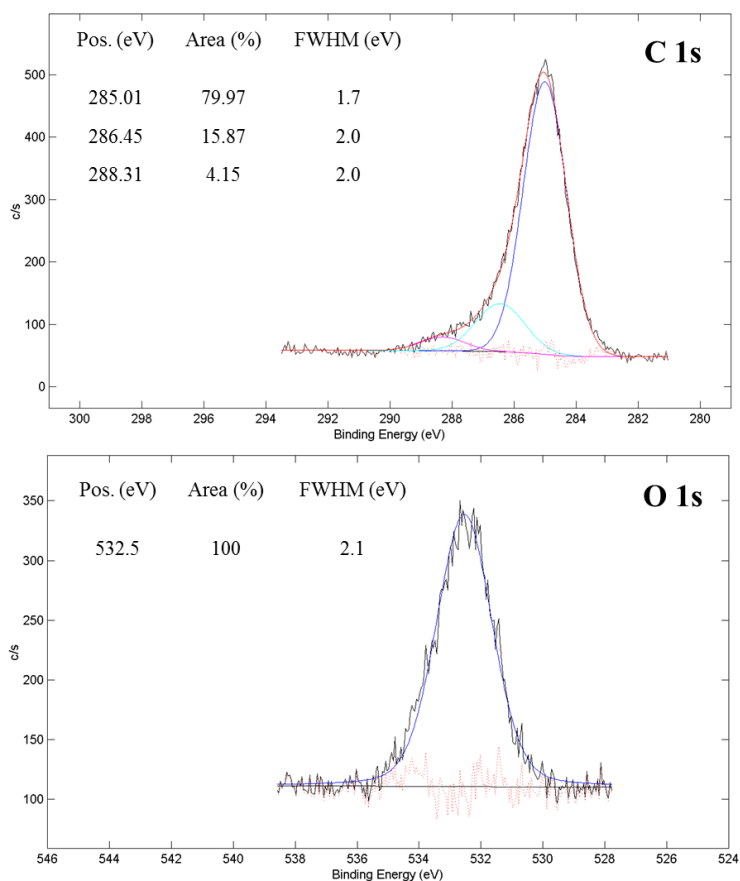 Pos. (eV) Area (%) FWHM (eV)
C 1s
285.01 79.97 1.7
286.45 15.87 2.0
288.31 4.15 2.0
500
400
300
200
100
0
c/s
300 298 296 294 292 290 288 286 284 282 280
Binding Energy (eV)
Pos. (eV) Area (%) FWHM (eV)
O 1s
532.5 100 2.1
350
300
250
200
150
100
c/s
546 544 542 540 538 536 534 532 530 528 526 524
Binding Energy (eV)